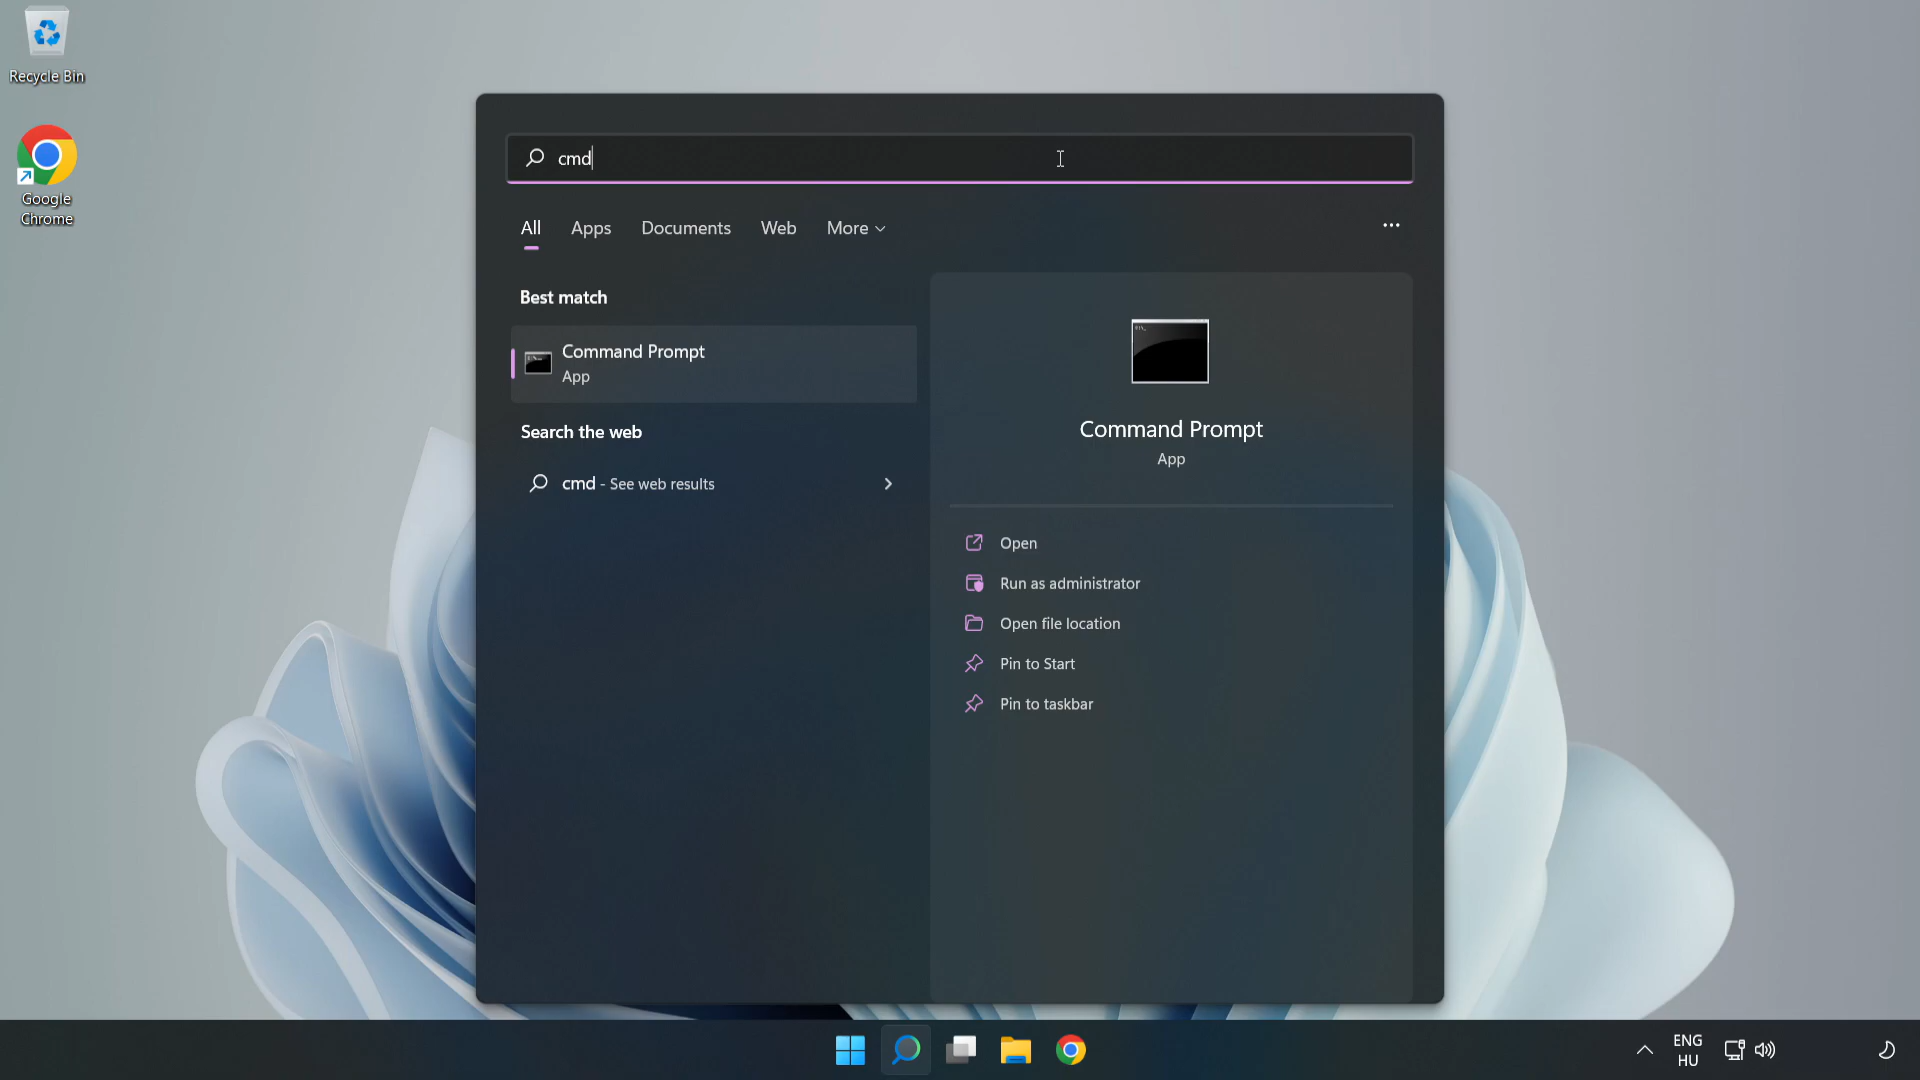 Recycle Bin
Google
Chrome
cmd
All Apps Documents Web More
Best match
Command Prompt
App
Search the web
cmd - See web results
Command Prompt
App
Open
Run as administrator
Open file location
Pin to Start
Pin to taskbar
ENG
HU